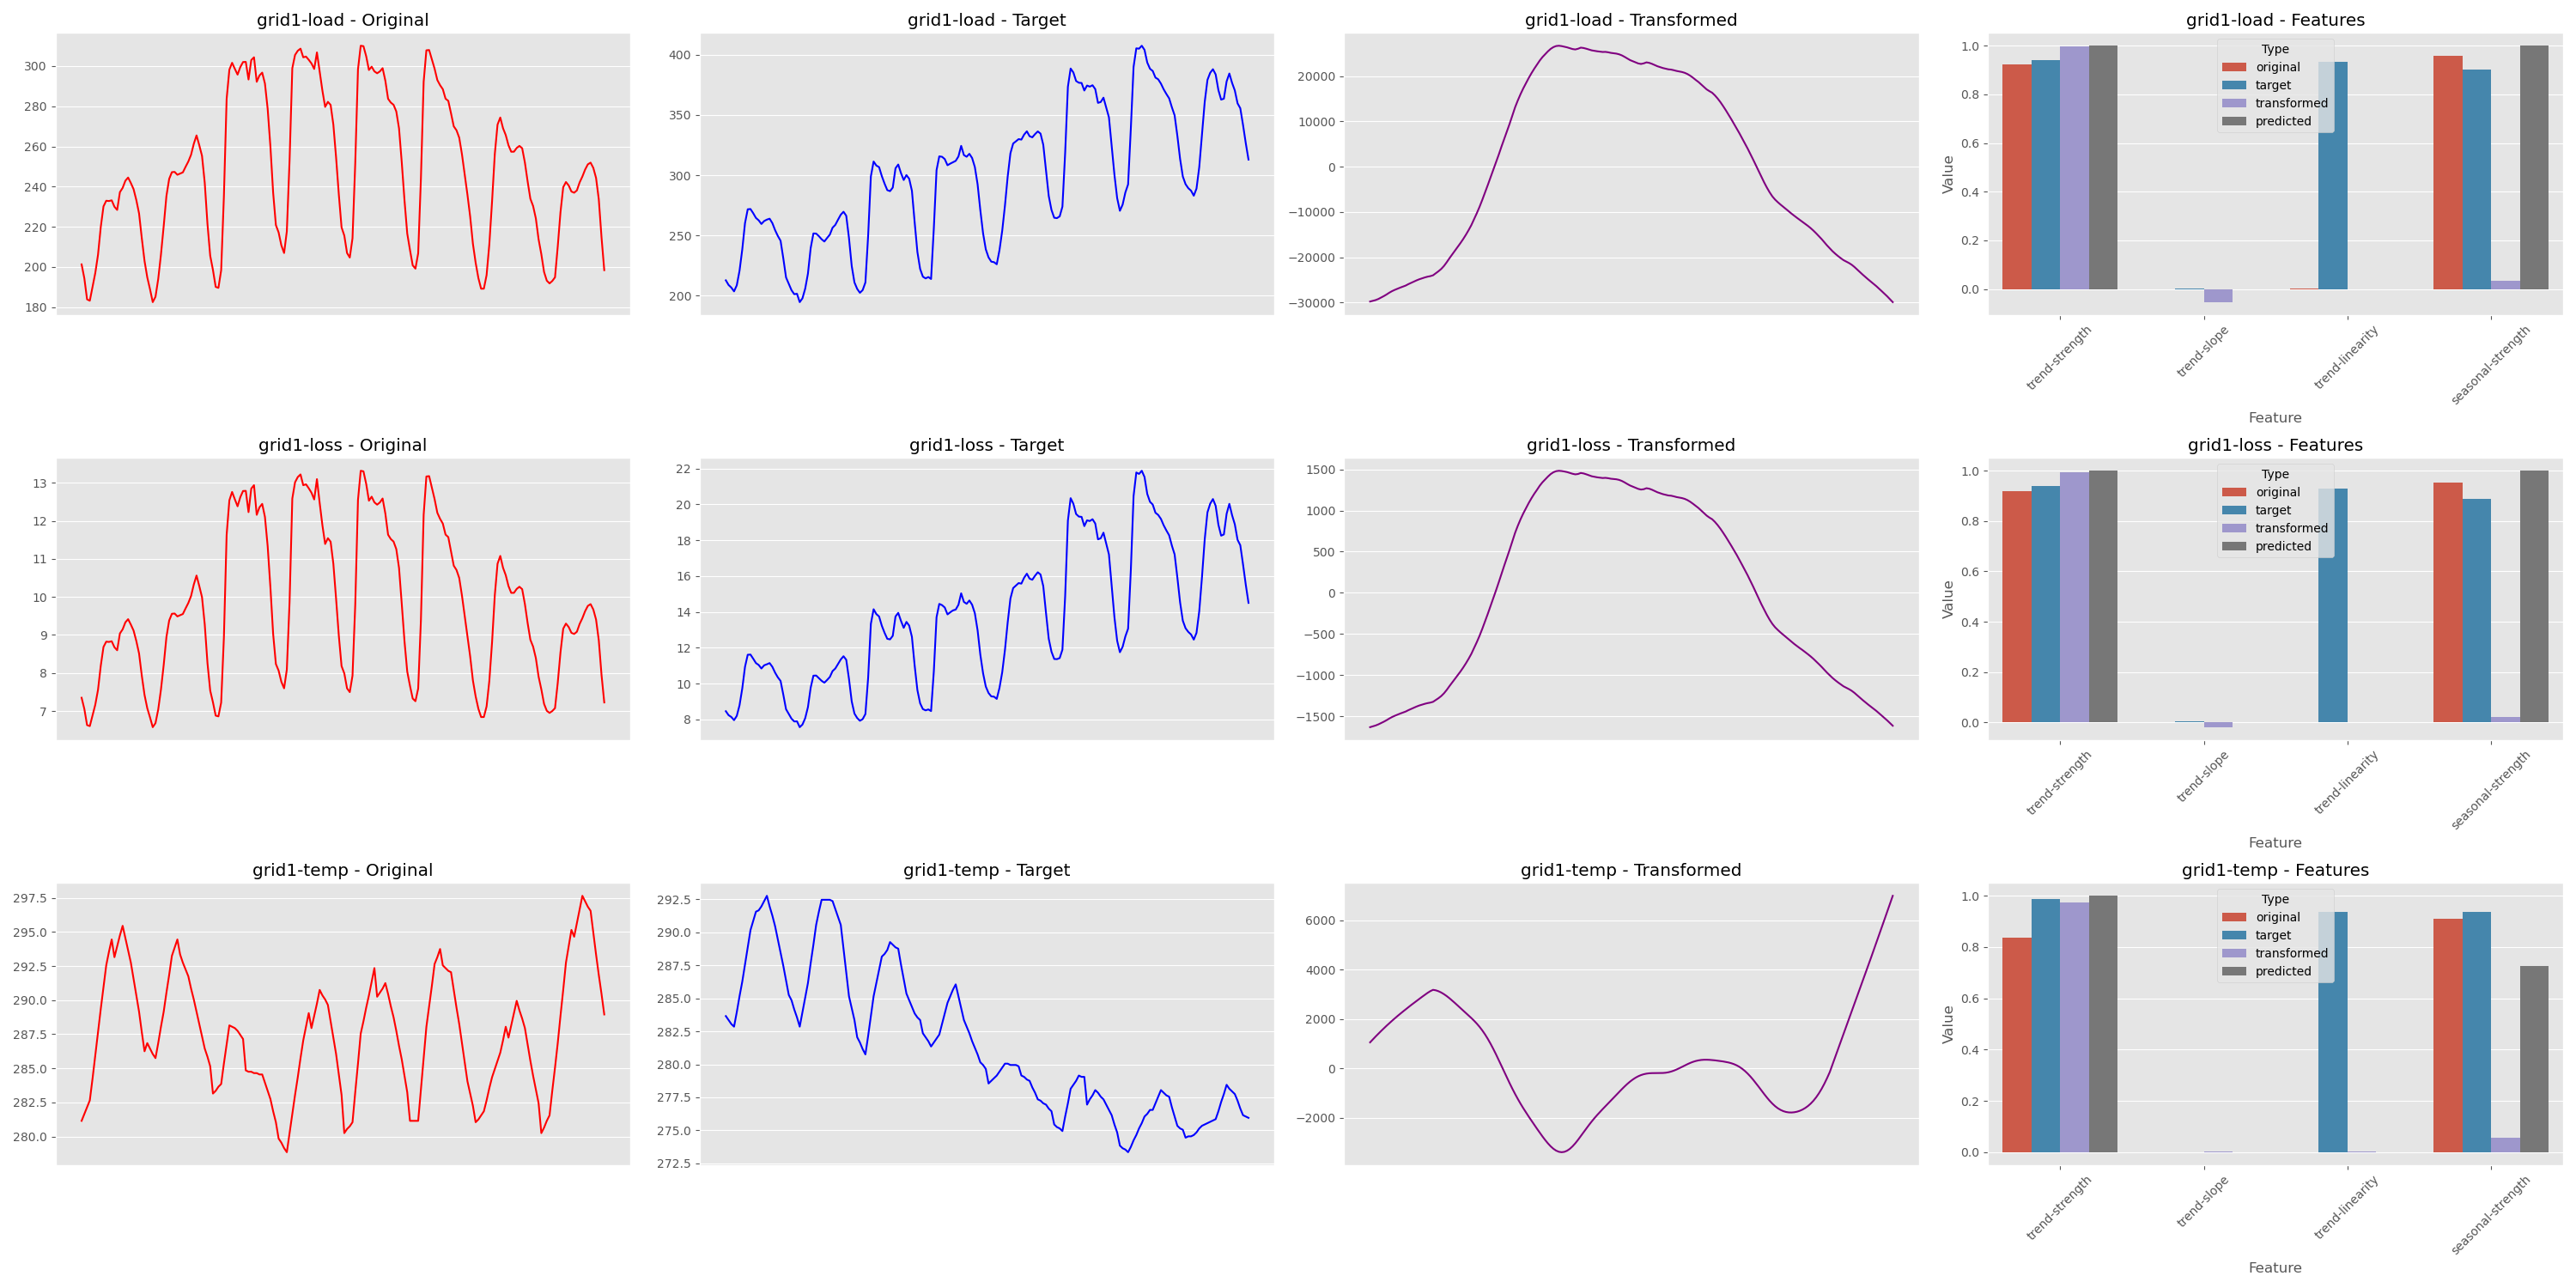 grid1-load - Original
300
280
260
240
220
200
180
grid1-load - Target
400
350
300
250
200
grid1-load - Transformed
20000
10000
0
−10000
−20000
−30000
grid1-load - Features
1.0
0.8
0.6
0.4
0.2
0.0
Value
Type
original
target
transformed
predicted
trend-strength
trend-slope
trend-linearity
seasonal-strength
Feature
grid1-loss - Original
13
12
11
10
9
8
7
grid1-loss - Target
22
20
18
16
14
12
10
8
grid1-loss - Transformed
1500
1000
500
0
−500
−1000
−1500
grid1-loss - Features
1.0
0.8
0.6
0.4
0.2
0.0
Value
Type
original
target
transformed
predicted
trend-strength
trend-slope
trend-linearity
seasonal-strength
Feature
grid1-temp - Original
297.5
295.0
292.5
290.0
287.5
285.0
282.5
280.0
grid1-temp - Target
292.5
290.0
287.5
285.0
282.5
280.0
277.5
275.0
272.5
grid1-temp - Transformed
6000
4000
2000
0
−2000
grid1-temp - Features
1.0
0.8
0.6
0.4
0.2
0.0
Value
Type
original
target
transformed
predicted
trend-strength
trend-slope
trend-linearity
seasonal-strength
Feature